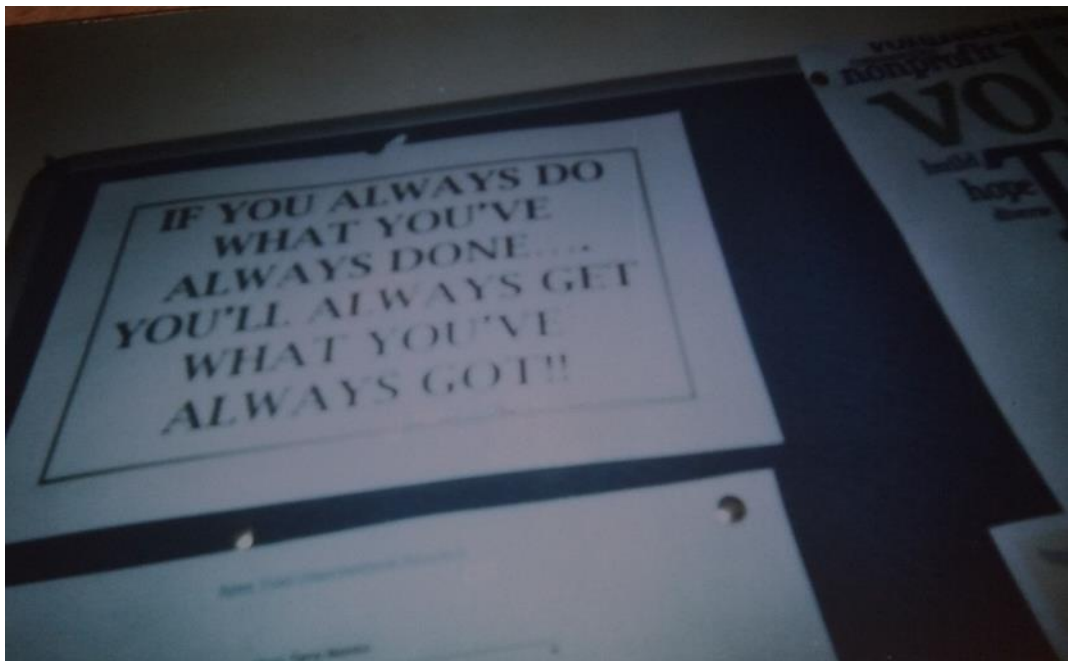 IF YOU ALWAYS DO
WHAT YOU'VE
ALWAYS DONE....
YOU'LL ALWAYS GET
WHAT YOU'VE
ALWAYS GOT!!
nonprofit
VO
build
hope